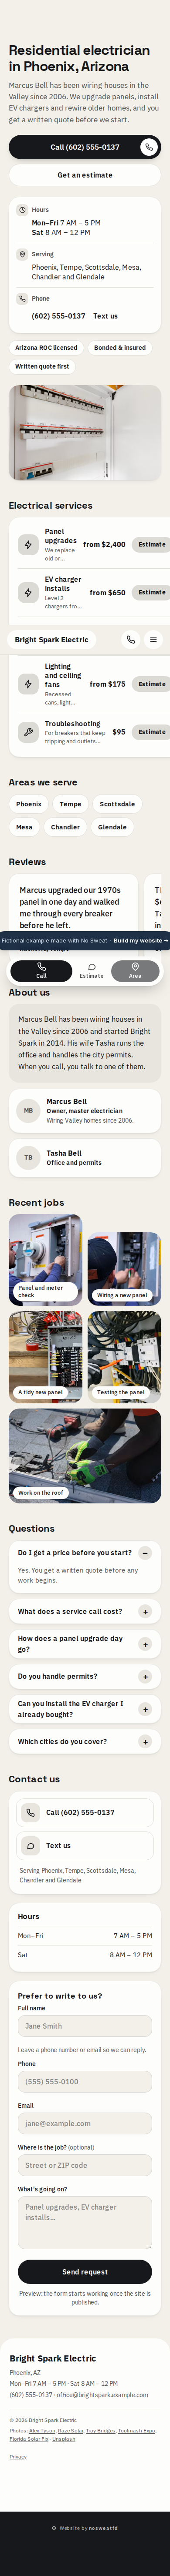 Residential electrician
in Phoenix, Arizona
Marcus Bell has been wiring houses in the
Valley since 2006. We upgrade panels, install
EV chargers and rewire older homes, and you
get a written quote before we start.
Call (602) 555-0137
Get an estimate
Hours
Mon–Fri 7 AM – 5 PM
Sat 8 AM – 12 PM
Serving
Phoenix, Tempe, Scottsdale, Mesa,
Chandler and Glendale
Phone
(602) 555-0137 Text us
Arizona ROC licensed
Bonded & insured
Written quote first
Electrical services
Panel
upgrades
We replace
old or...
from $2,400
Estimate
EV charger
installs
Level 2
chargers fro...
from $650
Estimate
Bright Spark Electric
Lighting
and ceiling
fans
Recessed
cans, light...
from $175
Estimate
Troubleshooting
For breakers that keep
tripping and outlets...
$95
Estimate
Areas we serve
Phoenix
Tempe
Scottsdale
Mesa
Chandler
Glendale
Reviews
Marcus upgraded our 1970s
panel in one day and walked
me through every breaker
before he left.
Fictional example made with No Sweat · Build my website →
Call
Estimate
Area
About us
Marcus Bell has been wiring houses in
the Valley since 2006 and started Bright
Spark in 2014. His wife Tasha runs the
office and handles the city permits.
When you call, you talk to one of them.
MB
Marcus Bell
Owner, master electrician
Wiring Valley homes since 2006.
TB
Tasha Bell
Office and permits
Recent jobs
Panel and meter
check
Wiring a new panel
A tidy new panel
Testing the panel
Work on the roof
Questions
Do I get a price before you start?
Yes. You get a written quote before any
work begins.
What does a service call cost?
How does a panel upgrade day
go?
Do you handle permits?
Can you install the EV charger I
already bought?
Which cities do you cover?
Contact us
Call (602) 555-0137
Text us
Serving Phoenix, Tempe, Scottsdale, Mesa,
Chandler and Glendale
Hours
Mon–Fri 7 AM – 5 PM
Sat 8 AM – 12 PM
Prefer to write to us?
Full name
Jane Smith
Leave a phone number or email so we can reply.
Phone
(555) 555-0100
Email
jane@example.com
Where is the job? (optional)
Street or ZIP code
What's going on?
Panel upgrades, EV charger
installs...
Send request
Preview: the form starts working once the site is
published.
Bright Spark Electric
Phoenix, AZ
Mon–Fri 7 AM – 5 PM · Sat 8 AM – 12 PM
(602) 555-0137 · office@brightspark.example.com
© 2026 Bright Spark Electric
Photos: Alex Tyson, Raze Solar, Troy Bridges, Toolmash Expo,
Florida Solar Fix · Unsplash
Privacy
Website by nosweatfd